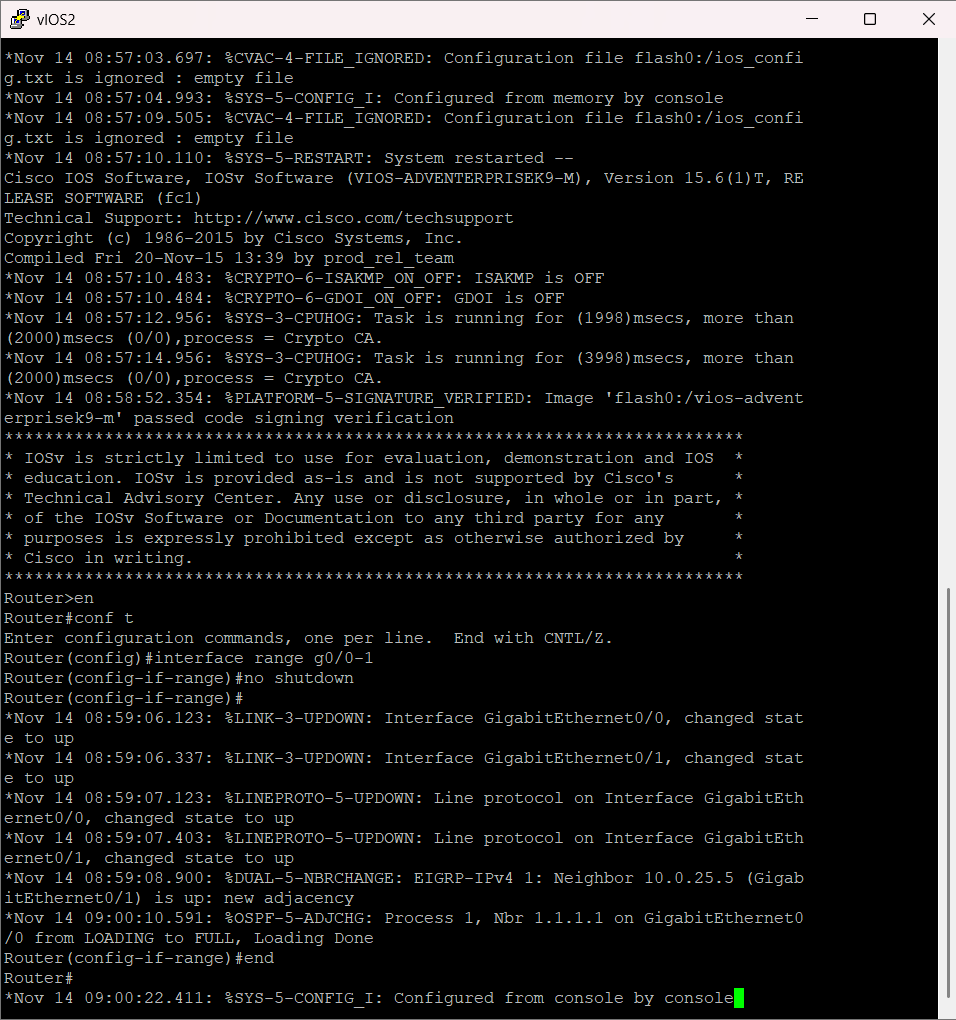 vIOS2
*Nov 14 08:57:03.697: %CVAC-4-FILE_IGNORED: Configuration file flash0:/ios_confi
g.txt is ignored : empty file
*Nov 14 08:57:04.993: %SYS-5-CONFIG_I: Configured from memory by console
*Nov 14 08:57:09.505: %CVAC-4-FILE_IGNORED: Configuration file flash0:/ios_confi
g.txt is ignored : empty file
*Nov 14 08:57:10.110: %SYS-5-RESTART: System restarted --
Cisco IOS Software, IOSv Software (VIOS-ADVENTERPRISEK9-M), Version 15.6(1)T, RE
LEASE SOFTWARE (fc1)
Technical Support: http://www.cisco.com/techsupport
Copyright (c) 1986-2015 by Cisco Systems, Inc.
Compiled Fri 20-Nov-15 13:39 by prod_rel_team
*Nov 14 08:57:10.483: %CRYPTO-6-ISAKMP_ON_OFF: ISAKMP is OFF
*Nov 14 08:57:10.484: %CRYPTO-6-GDOI_ON_OFF: GDOI is OFF
*Nov 14 08:57:12.956: %SYS-3-CPUHOG: Task is running for (1998)msecs, more than
(2000)msecs (0/0),process = Crypto CA.
*Nov 14 08:57:14.956: %SYS-3-CPUHOG: Task is running for (3998)msecs, more than
(2000)msecs (0/0),process = Crypto CA.
*Nov 14 08:58:52.354: %PLATFORM-5-SIGNATURE_VERIFIED: Image 'flash0:/vios-advent
erprisek9-m' passed code signing verification
**************************************************************************
* IOSv is strictly limited to use for evaluation, demonstration and IOS  *
* education. IOSv is provided as-is and is not supported by Cisco's      *
* Technical Advisory Center. Any use or disclosure, in whole or in part, *
* of the IOSv Software or Documentation to any third party for any       *
* purposes is expressly prohibited except as otherwise authorized by     *
* Cisco in writing.                                                      *
**************************************************************************
Router>en
Router#conf t
Enter configuration commands, one per line.  End with CNTL/Z.
Router(config)#interface range g0/0-1
Router(config-if-range)#no shutdown
Router(config-if-range)#
*Nov 14 08:59:06.123: %LINK-3-UPDOWN: Interface GigabitEthernet0/0, changed stat
e to up
*Nov 14 08:59:06.337: %LINK-3-UPDOWN: Interface GigabitEthernet0/1, changed stat
e to up
*Nov 14 08:59:07.123: %LINEPROTO-5-UPDOWN: Line protocol on Interface GigabitEth
ernet0/0, changed state to up
*Nov 14 08:59:07.403: %LINEPROTO-5-UPDOWN: Line protocol on Interface GigabitEth
ernet0/1, changed state to up
*Nov 14 08:59:08.900: %DUAL-5-NBRCHANGE: EIGRP-IPv4 1: Neighbor 10.0.25.5 (Gigab
itEthernet0/1) is up: new adjacency
*Nov 14 09:00:10.591: %OSPF-5-ADJCHG: Process 1, Nbr 1.1.1.1 on GigabitEthernet0
/0 from LOADING to FULL, Loading Done
Router(config-if-range)#end
Router#
*Nov 14 09:00:22.411: %SYS-5-CONFIG_I: Configured from console by console